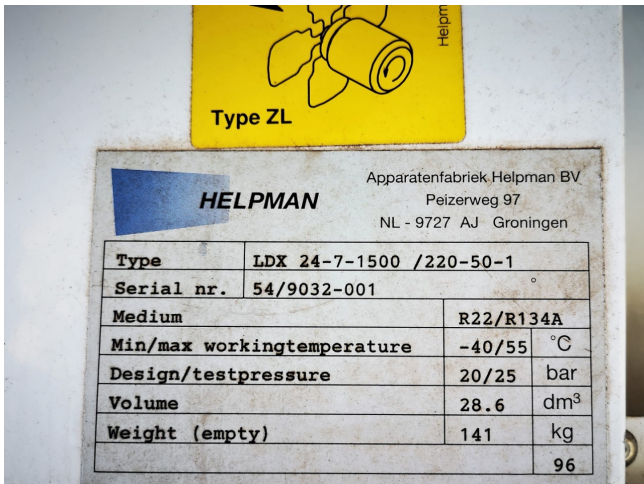 Helpm
Type ZL
HELPMAN
Apparatenfabriek Helpman BV
Peizerweg 97
NL - 9727 AJ Groningen
Type LDX 24-7-1500 /220-50-1
Serial nr. 54/9032-001
Medium R22/R134A
Min/max workingtemperature -40/55 °C
Design/testpressure 20/25 bar
Volume 28.6 dm³
Weight (empty) 141 kg
96